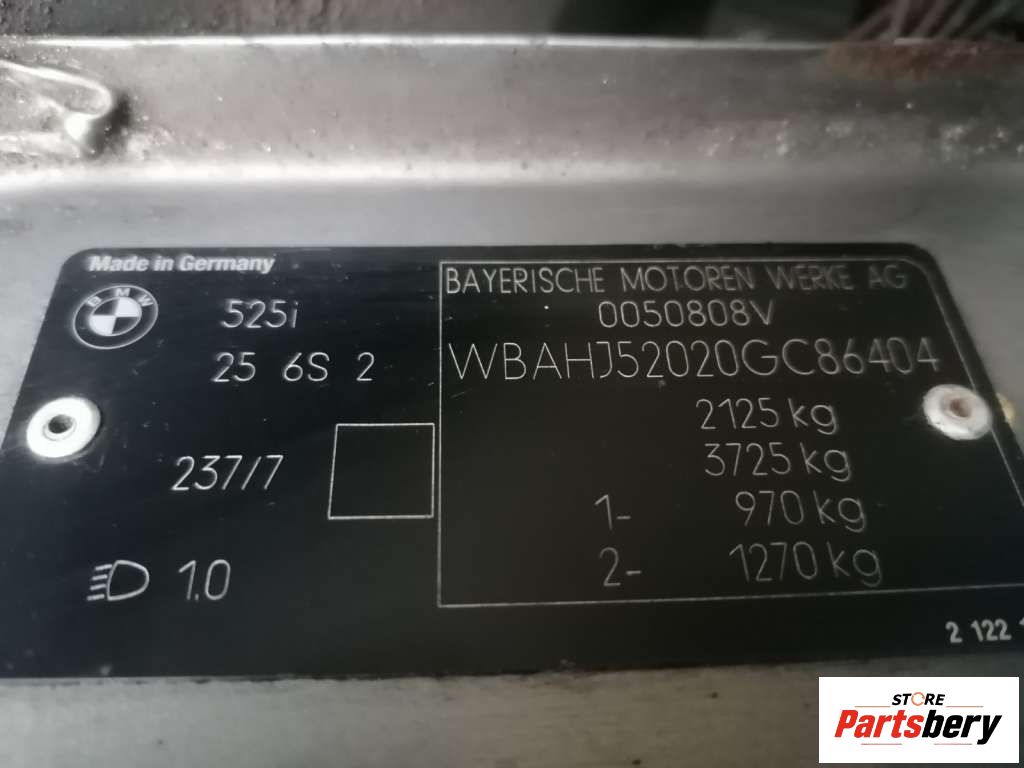 Made in Germany
BMW
525i
25 6S 2
237/7
1.0
BAYERISCHE MOTOREN WERKE AG
0050808V
WBAHJ52020GC86404
2125 kg
3725 kg
1- 970 kg
2- 1270 kg
2 122
STORE
Partsbery